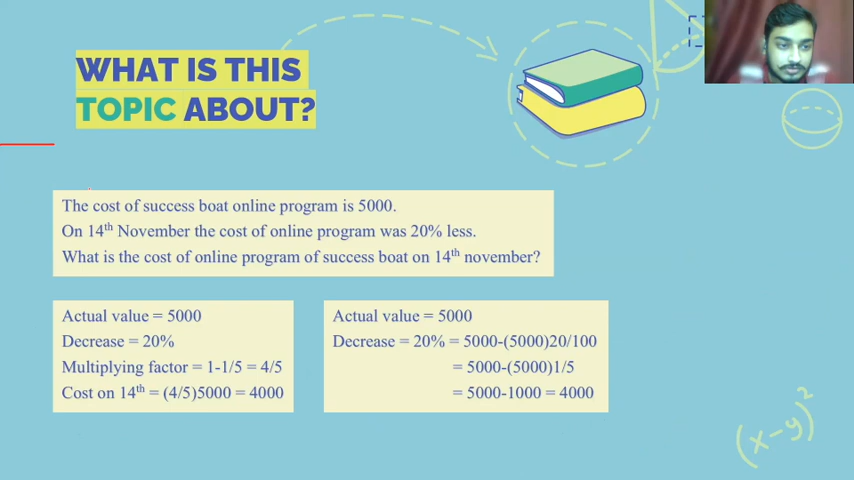 WHAT IS THIS
TOPIC ABOUT?
The cost of success boat online program is 5000.
On 14th November the cost of online program was 20% less.
What is the cost of online program of success boat on 14th november?
Actual value = 5000
Decrease = 20%
Multiplying factor = 1-1/5 = 4/5
Cost on 14th = (4/5)5000 = 4000
Actual value = 5000
Decrease = 20% = 5000-(5000)20/100
= 5000-(5000)1/5
= 5000-1000 = 4000
(x-y)²